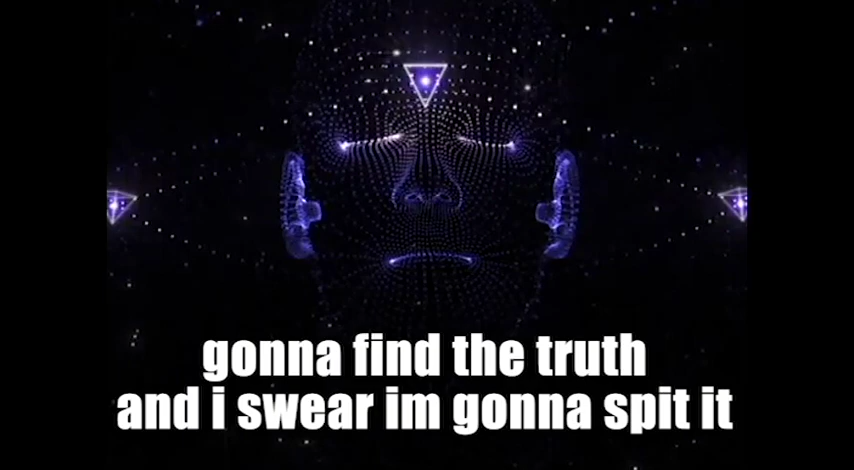 gonna find the truth
and i swear im gonna spit it